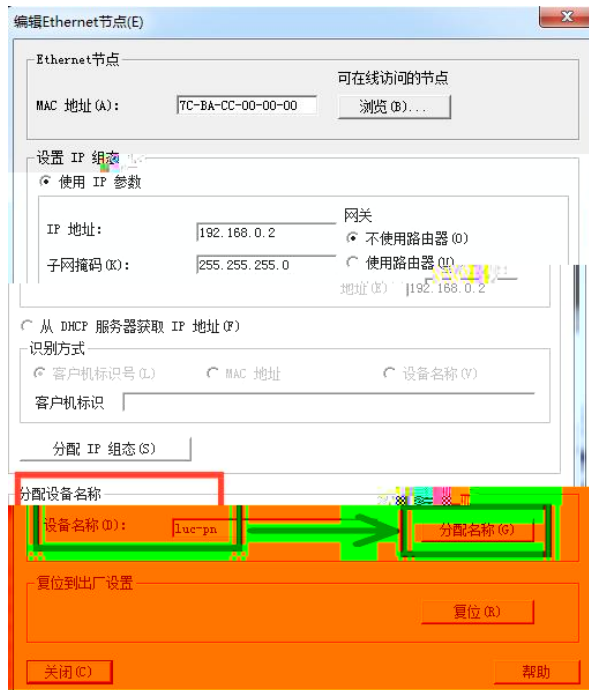 编辑Ethernet节点(E)
Ethernet节点
可在线访问的节点
MAC 地址(A):
7C-BA-CC-00-00-00
浏览(B)...
设置 IP 组态
使用 IP 参数
网关
IP 地址:
192.168.0.2
不使用路由器(O)
子网掩码(K):
255.255.255.0
使用路由器(U)
地址(E)
192.168.0.2
从 DHCP 服务器获取 IP 地址(F)
识别方式
客户机标识号(L)
MAC 地址
设备名称(V)
客户机标识
分配 IP 组态(S)
分配设备名称
设备名称(D):
luc-pn
分配名称(G)
复位到出厂设置
复位(R)
关闭(C)
帮助